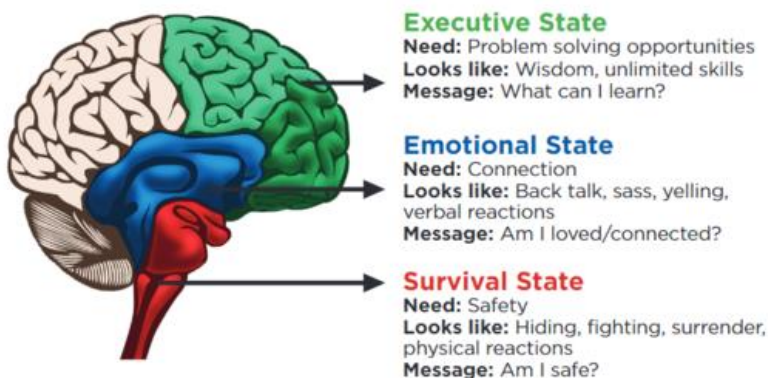 Executive State
Need: Problem solving opportunities
Looks like: Wisdom, unlimited skills
Message: What can I learn?
Emotional State
Need: Connection
Looks like: Back talk, sass, yelling,
verbal reactions
Message: Am I loved/connected?
Survival State
Need: Safety
Looks like: Hiding, fighting, surrender,
physical reactions
Message: Am I safe?